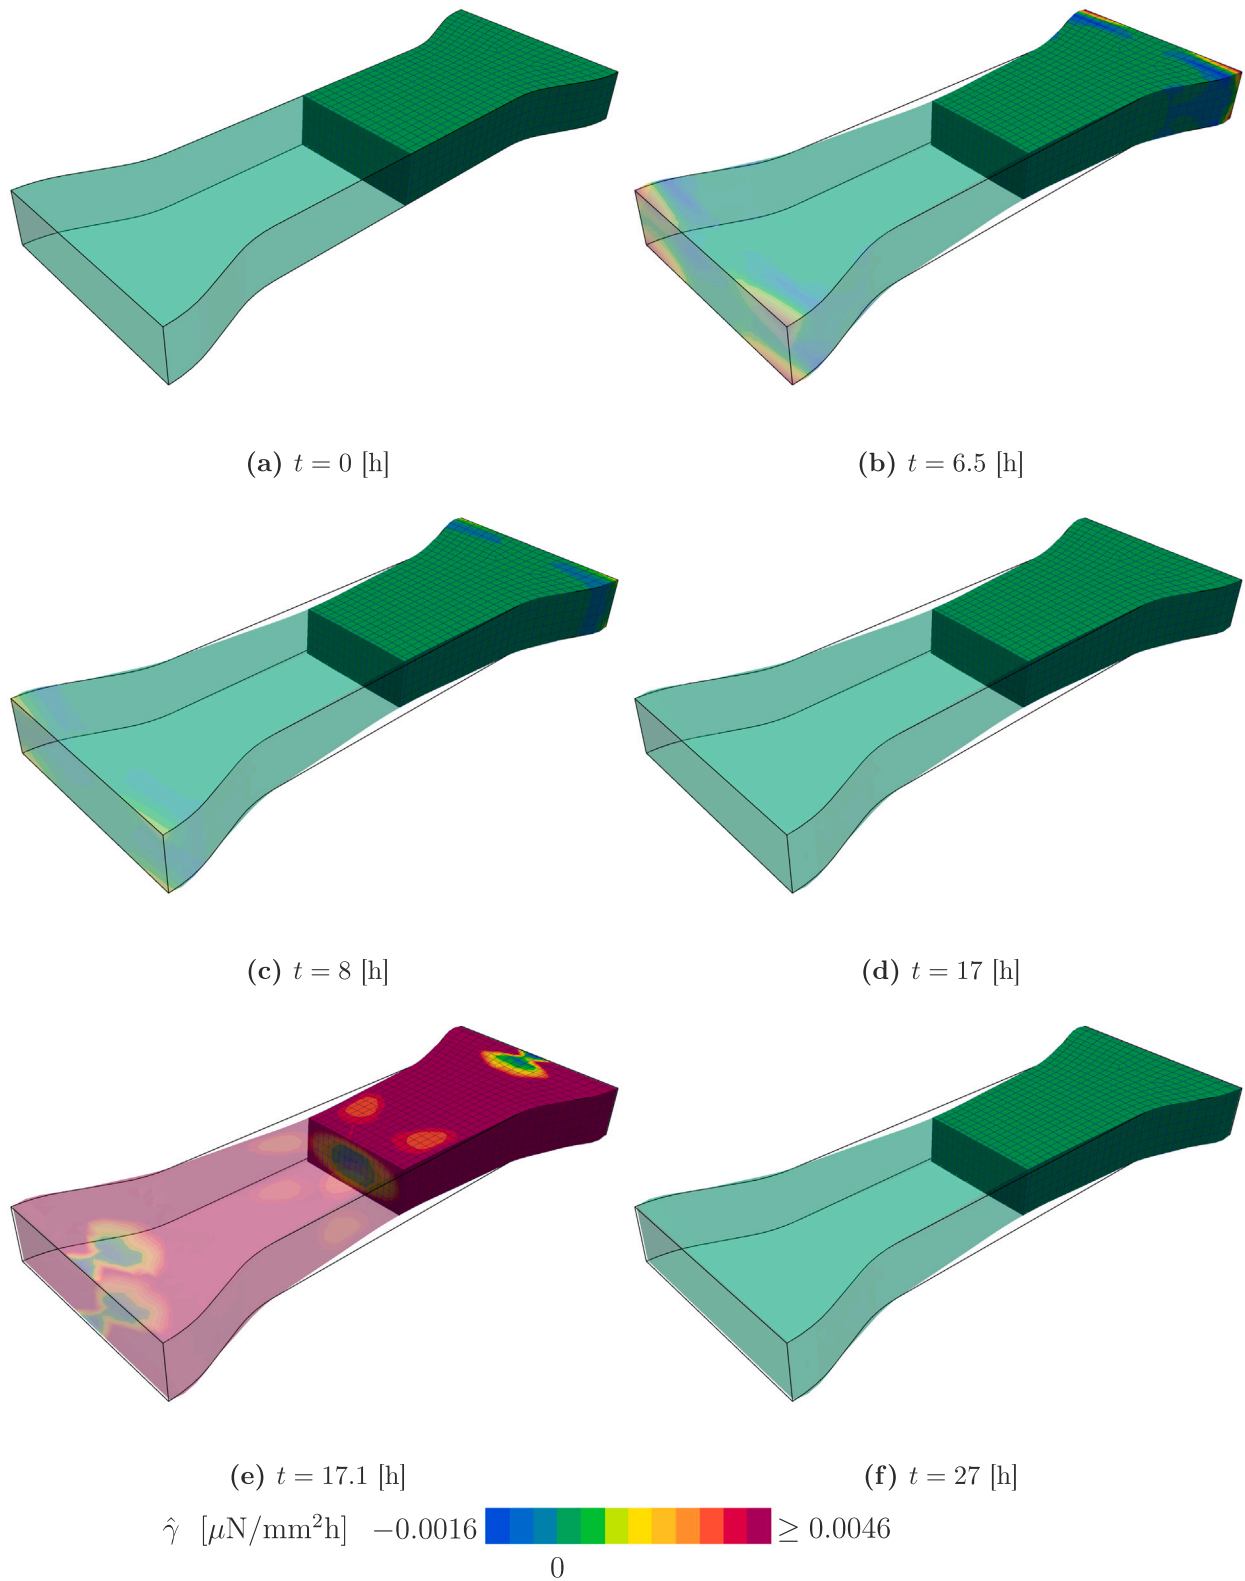 (a) t = 0 [h]
(b) t = 6.5 [h]
(c) t = 8 [h]
(d) t = 17 [h]
(e) t = 17.1 [h]
(f) t = 27 [h]
γ̂ [μN/mm²h] −0.0016 ≥ 0.0046
0